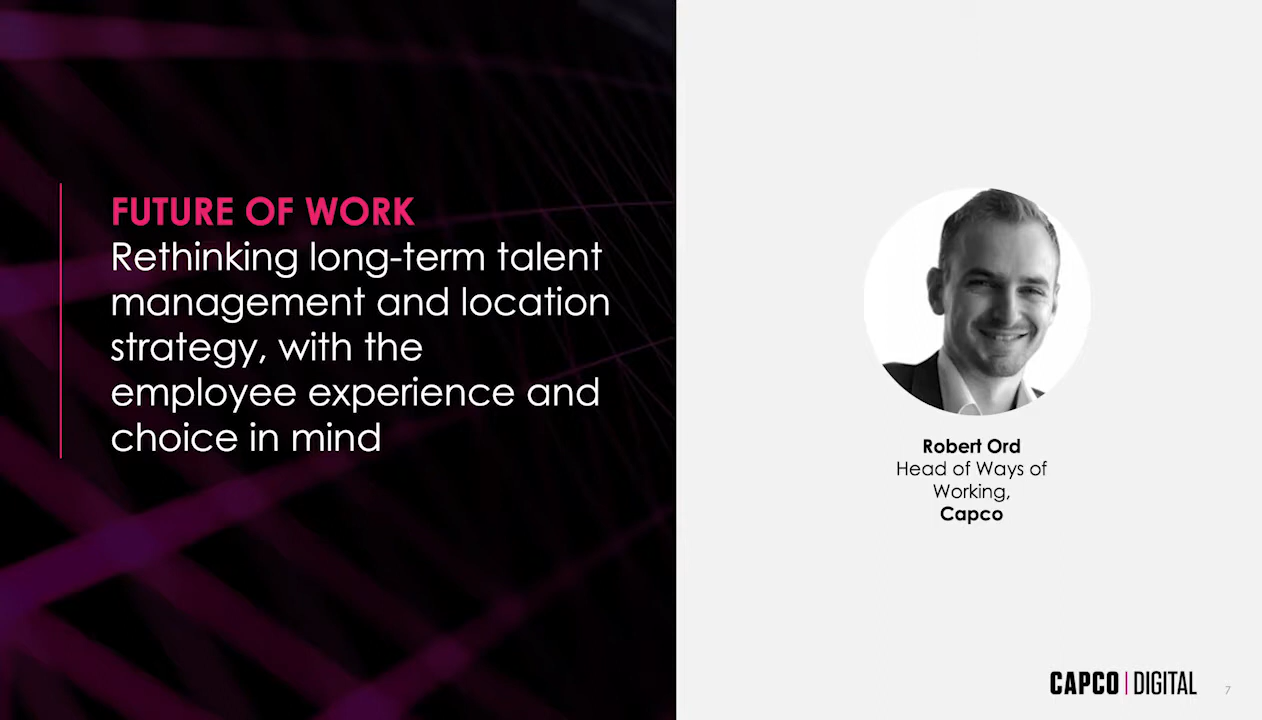 FUTURE OF WORK
Rethinking long-term talent
management and location
strategy, with the
employee experience and
choice in mind
Robert Ord
Head of Ways of
Working,
Capco
CAPCO | DIGITAL
7